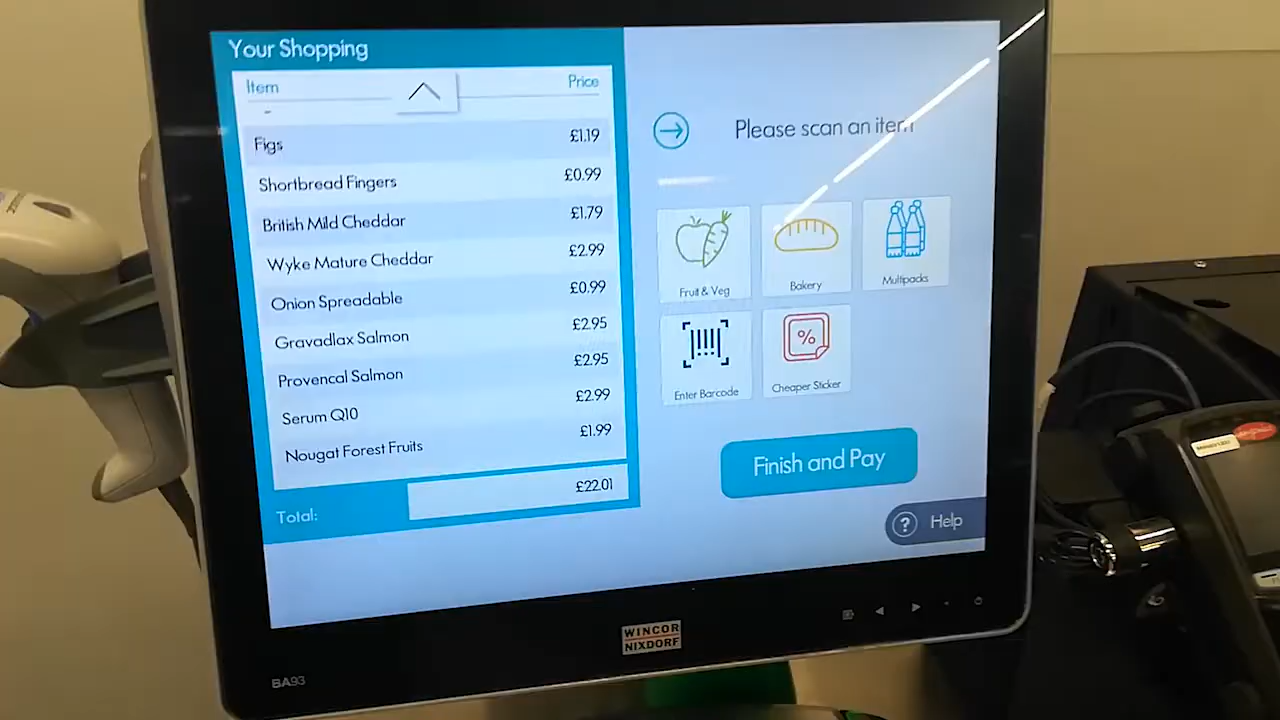 Your Shopping
Item Price
Figs £1.19
Shortbread Fingers £0.99
British Mild Cheddar £1.79
Wyke Mature Cheddar £2.99
Onion Spreadable £0.99
Gravadlax Salmon £2.95
Provencal Salmon £2.95
Serum Q10 £2.99
Nougat Forest Fruits £1.99
Total: £22.01
Please scan an item
Fruit & Veg
Bakery
Multipacks
Enter Barcode
%
Cheaper Sticker
Finish and Pay
? Help
WINCOR
NIXDORF
BA93